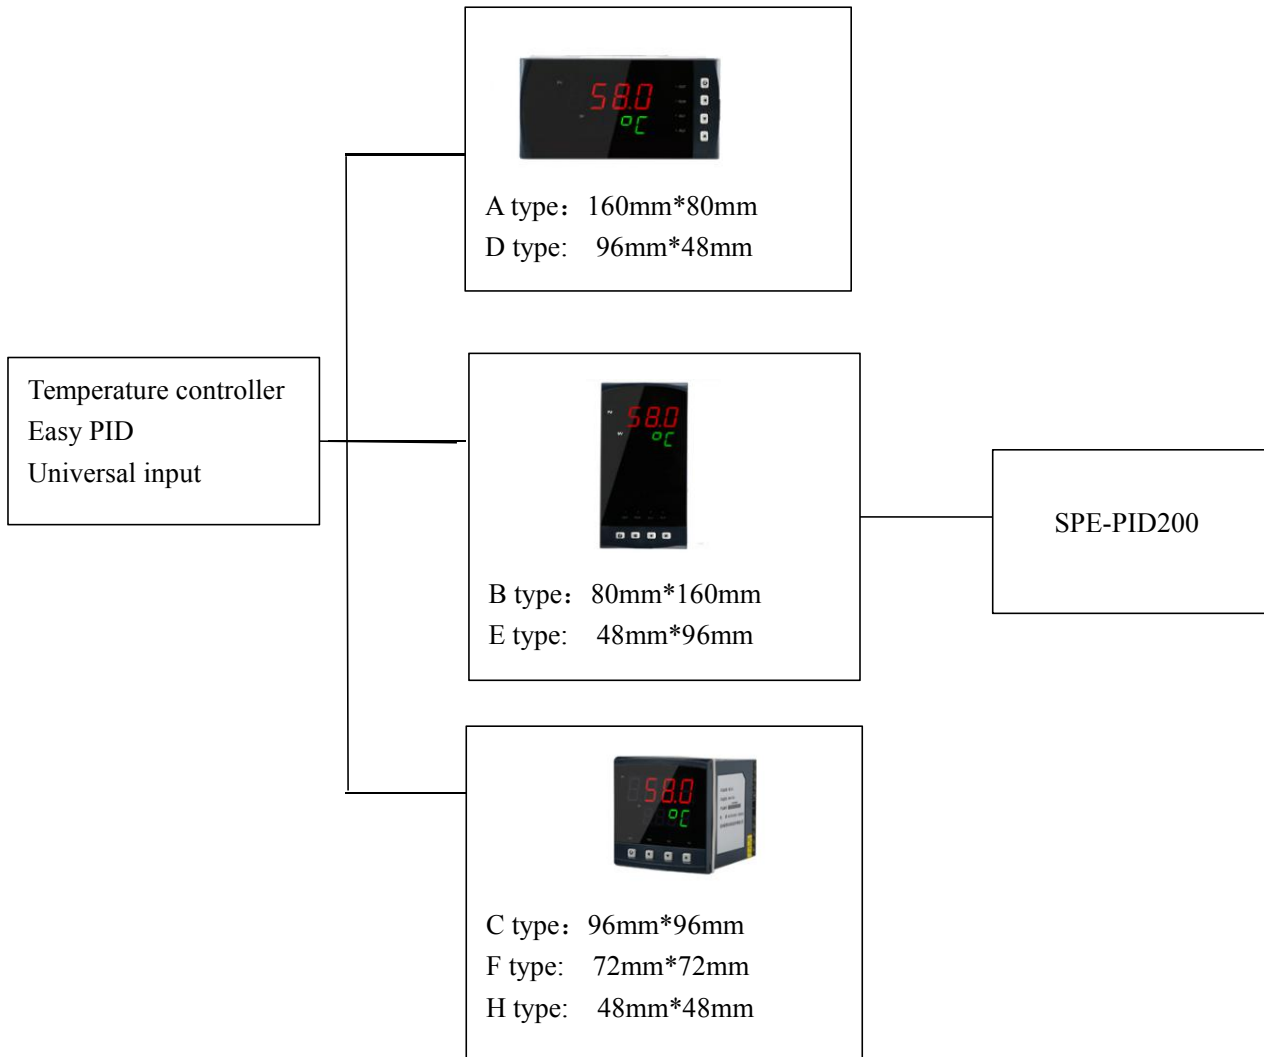 58.0
°C
A type：160mm*80mm
D type: 96mm*48mm
Temperature controller
Easy PID
Universal input
58.0
°C
B type：80mm*160mm
E type: 48mm*96mm
SPE-PID200
58.0
°C
C type：96mm*96mm
F type: 72mm*72mm
H type: 48mm*48mm